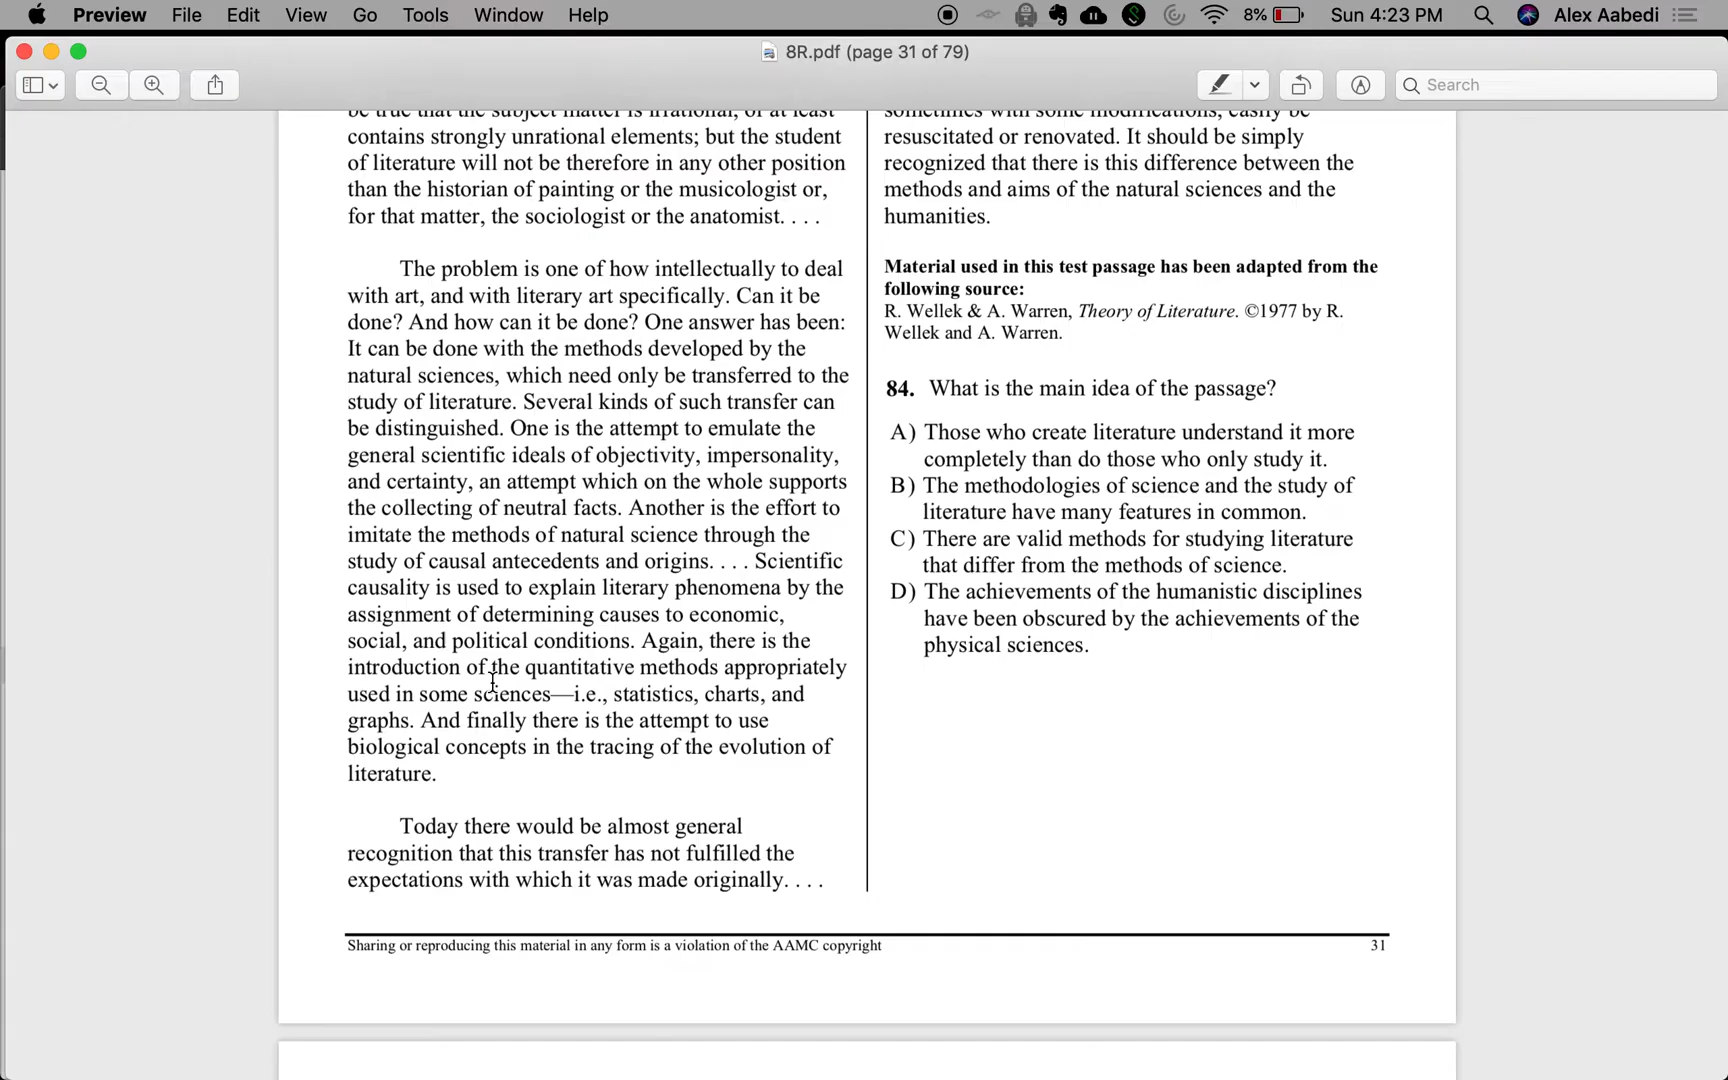 Preview File Edit View Go Tools Window Help 8% Sun 4:23 PM Alex Aabedi
8R.pdf (page 31 of 79)
Search
be true that the subject matter is irrational, or at least
contains strongly unrational elements; but the student
of literature will not be therefore in any other position
than the historian of painting or the musicologist or,
for that matter, the sociologist or the anatomist. . . .
The problem is one of how intellectually to deal
with art, and with literary art specifically. Can it be
done? And how can it be done? One answer has been:
It can be done with the methods developed by the
natural sciences, which need only be transferred to the
study of literature. Several kinds of such transfer can
be distinguished. One is the attempt to emulate the
general scientific ideals of objectivity, impersonality,
and certainty, an attempt which on the whole supports
the collecting of neutral facts. Another is the effort to
imitate the methods of natural science through the
study of causal antecedents and origins. . . . Scientific
causality is used to explain literary phenomena by the
assignment of determining causes to economic,
social, and political conditions. Again, there is the
introduction of the quantitative methods appropriately
used in some sciences—i.e., statistics, charts, and
graphs. And finally there is the attempt to use
biological concepts in the tracing of the evolution of
literature.
Today there would be almost general
recognition that this transfer has not fulfilled the
expectations with which it was made originally. . . .
sometimes with some modifications, easily be
resuscitated or renovated. It should be simply
recognized that there is this difference between the
methods and aims of the natural sciences and the
humanities.
Material used in this test passage has been adapted from the
following source:
R. Wellek & A. Warren, Theory of Literature. ©1977 by R.
Wellek and A. Warren.
84. What is the main idea of the passage?
A) Those who create literature understand it more
completely than do those who only study it.
B) The methodologies of science and the study of
literature have many features in common.
C) There are valid methods for studying literature
that differ from the methods of science.
D) The achievements of the humanistic disciplines
have been obscured by the achievements of the
physical sciences.
Sharing or reproducing this material in any form is a violation of the AAMC copyright 31